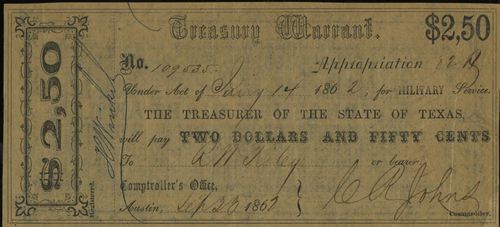 Treasury Warrant.
$2,50
$2,50
Registered.
No. 109535. Appropriation
Under Act of Jany 14 1862, for MILITARY Service.
THE TREASURER OF THE STATE OF TEXAS,
will pay TWO DOLLARS AND FIFTY CENTS
To or bearer
Comptroller's Office,
Austin, Sep 1862
C R Johns
Comptroller.